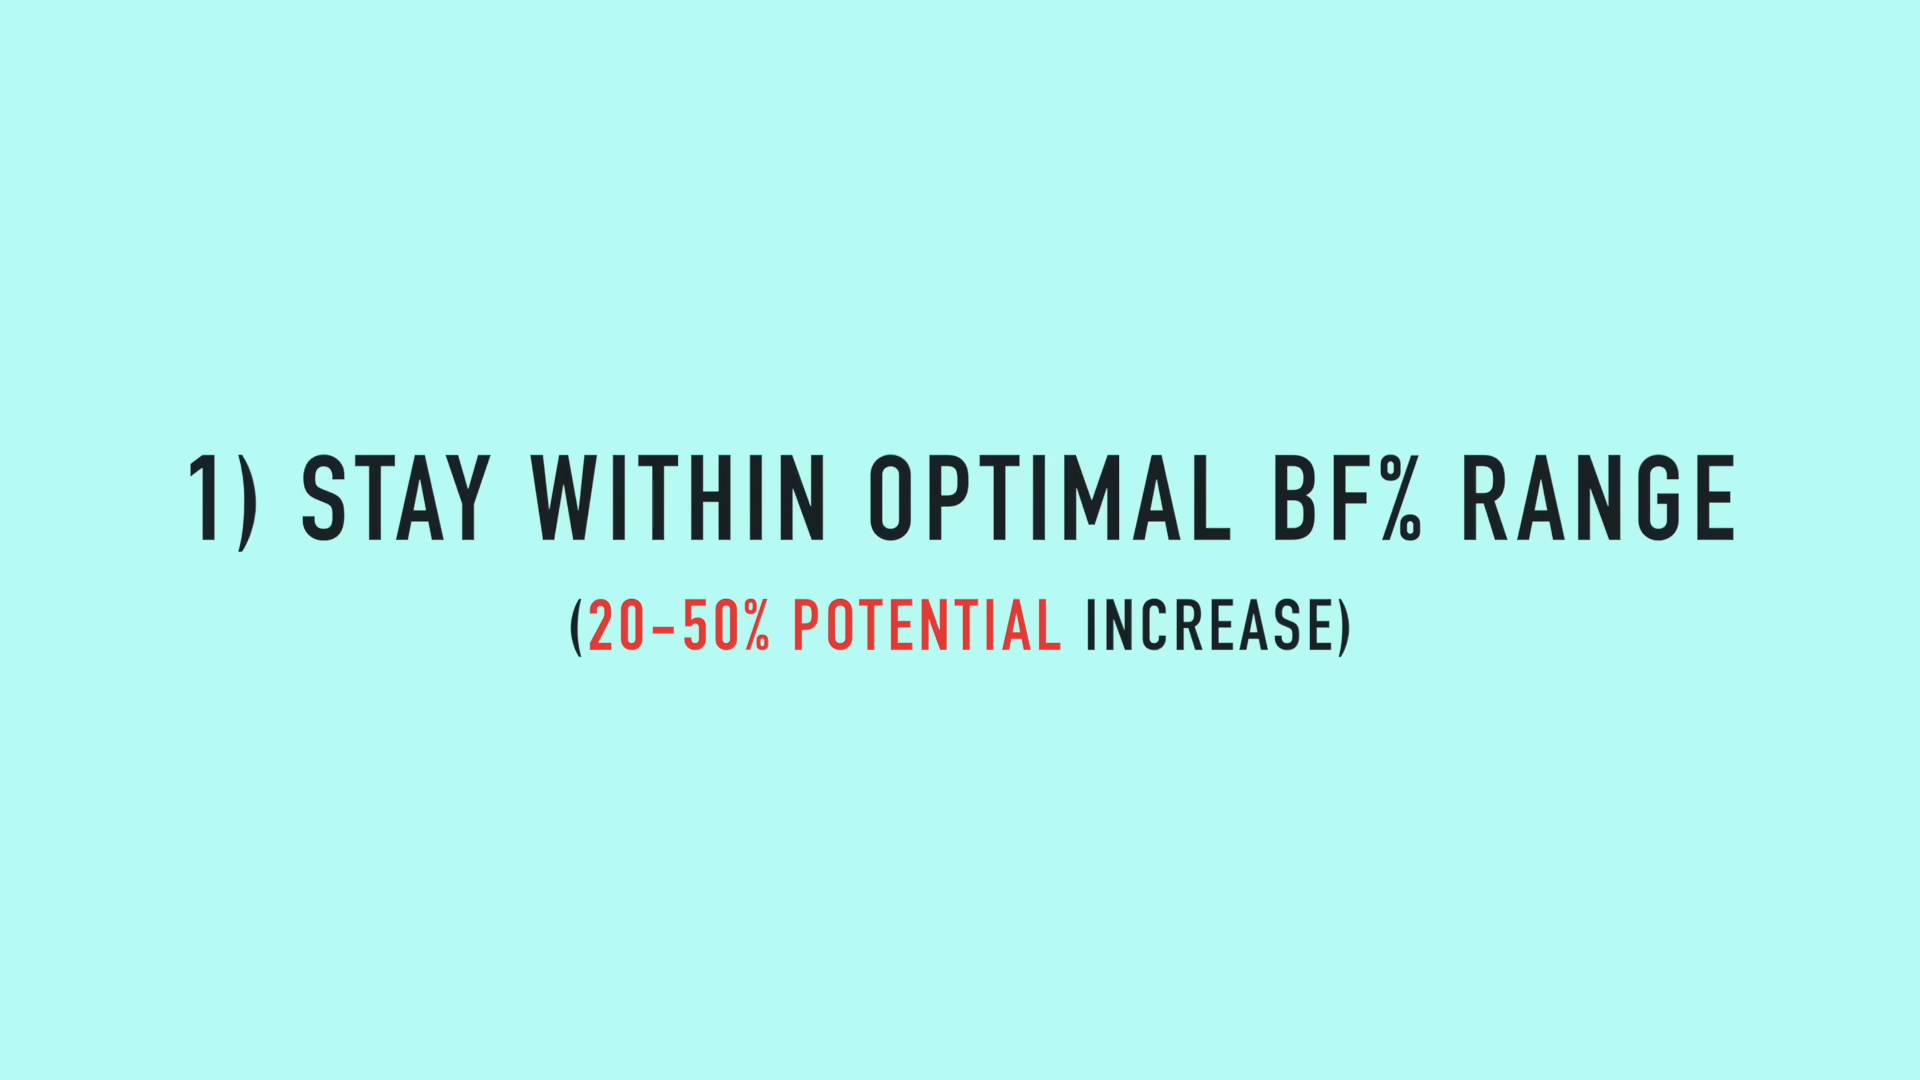 1) STAY WITHIN OPTIMAL BF% RANGE
(20-50% POTENTIAL INCREASE)